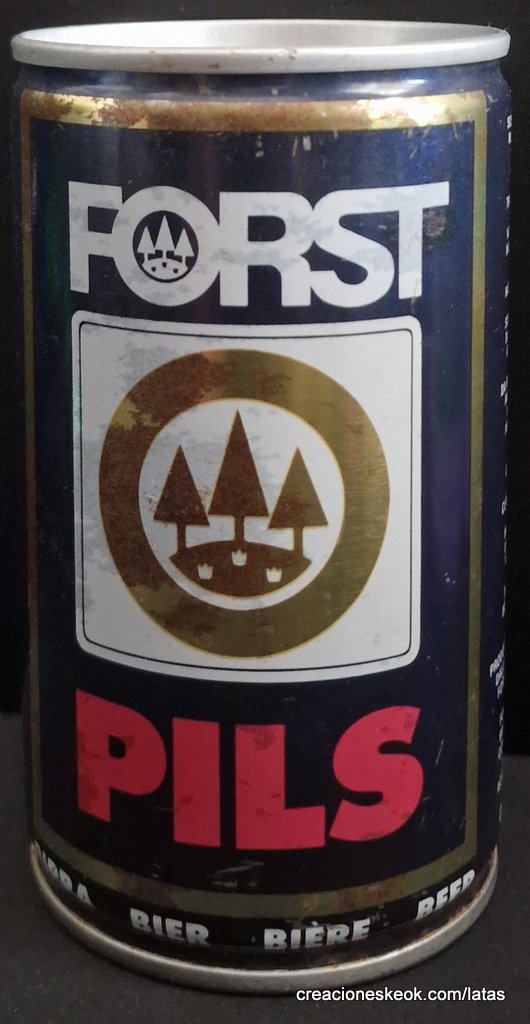 FORST
PILS
BIER BIÈRE BEER
creacioneskeok.com/latas